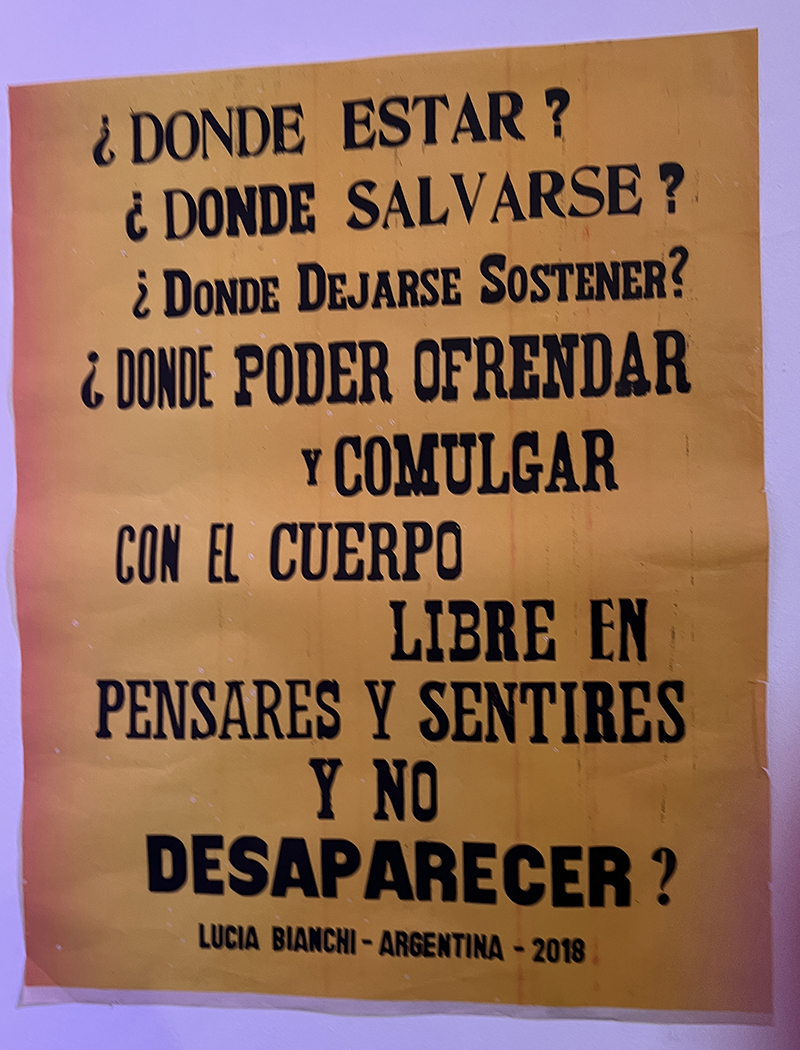 ¿ DONDE ESTAR ?
¿ DONDE SALVARSE ?
¿ DONDE DEJARSE SOSTENER?
¿ DONDE PODER OFRENDAR
Y COMULGAR
CON EL CUERPO
LIBRE EN
PENSARES Y SENTIRES
Y NO
DESAPARECER ?
LUCIA BIANCHI - ARGENTINA - 2018